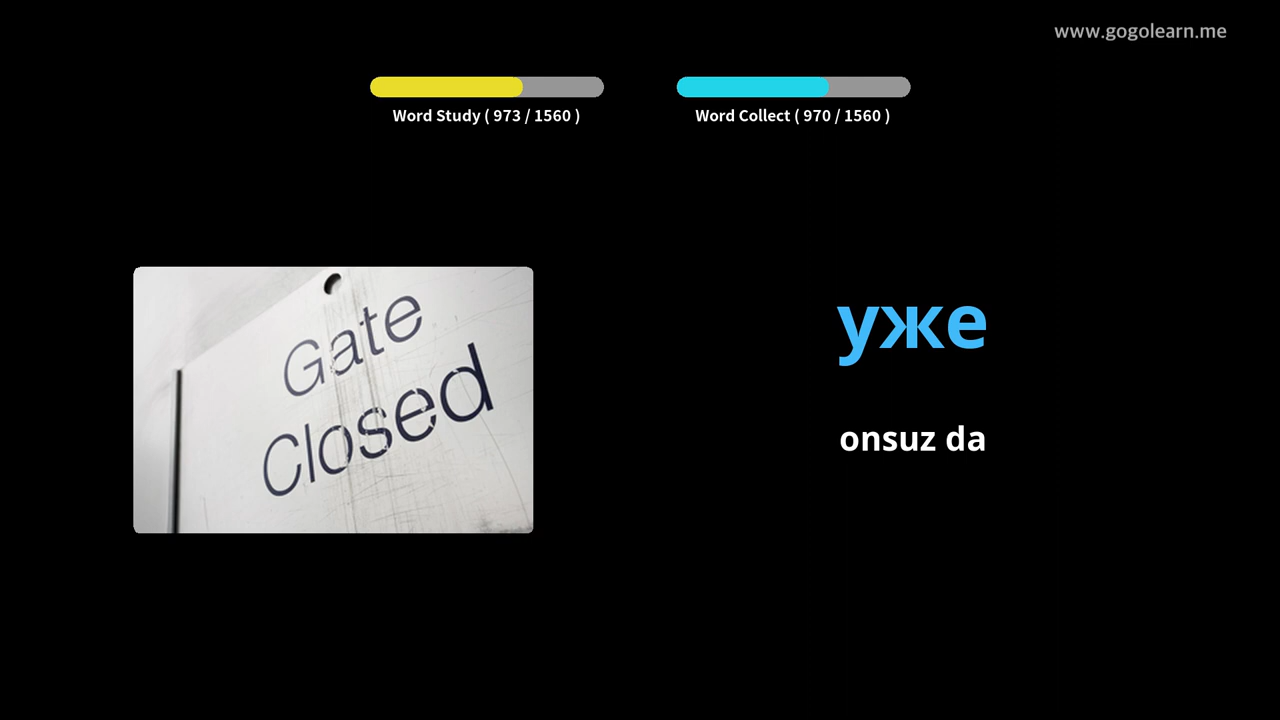 www.gogolearn.me
Word Study ( 973 / 1560 )
Word Collect ( 970 / 1560 )
Gate
Closed
уже
onsuz da